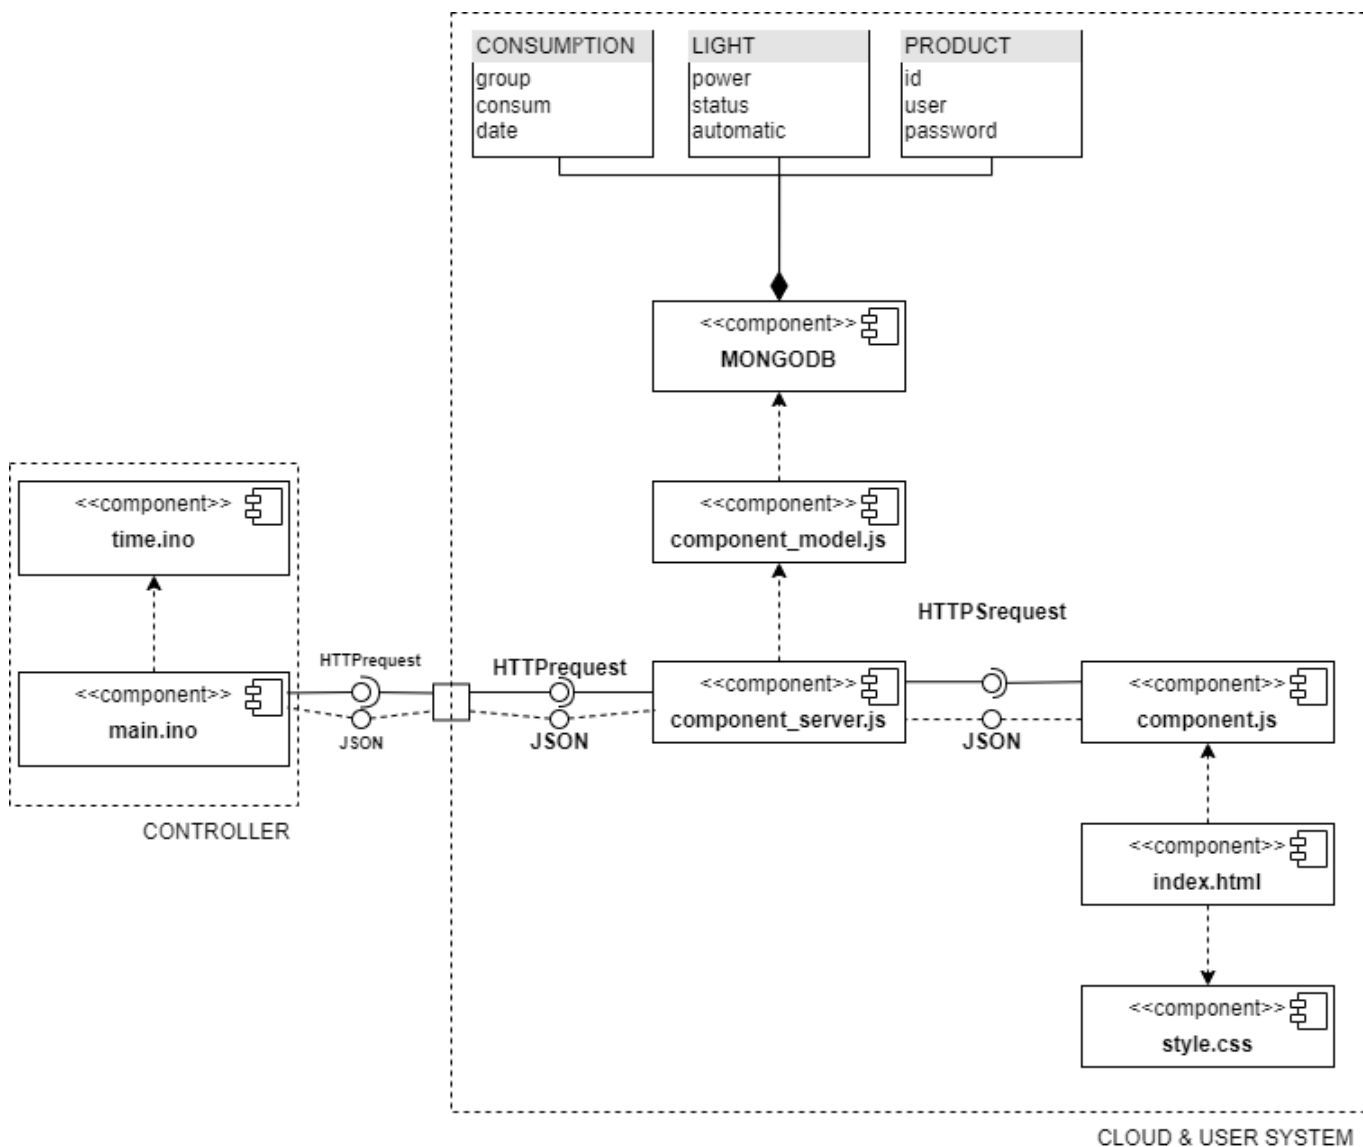 CONSUMPTION
group
consum
date
LIGHT
power
status
automatic
PRODUCT
id
user
password
<<component>>
MONGODB
<<component>>
time.ino
<<component>>
component_model.js
HTTPSrequest
HTTPrequest
HTTPrequest
<<component>>
main.ino
JSON
JSON
<<component>>
component_server.js
JSON
<<component>>
component.js
CONTROLLER
<<component>>
index.html
<<component>>
style.css
CLOUD & USER SYSTEM